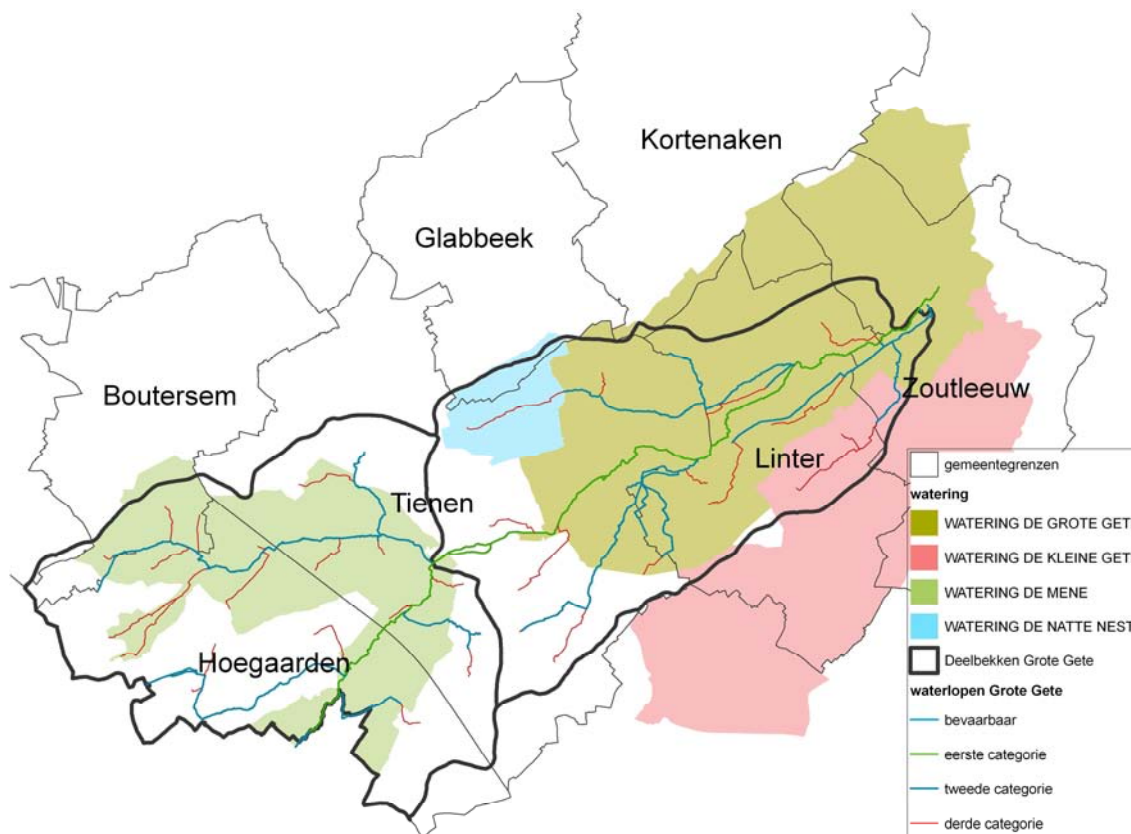 Kortenaken
Glabbeek
Boutersem
Zoutleeuw
Linter
Tienen
Hoegaarden
gemeentegrenzen
watering
WATERING DE GROTE GET
WATERING DE KLEINE GET
WATERING DE MENE
WATERING DE NATTE NEST
Deelbekken Grote Gete
waterlopen Grote Gete
bevaarbaar
eerste categorie
tweede categorie
derde categorie